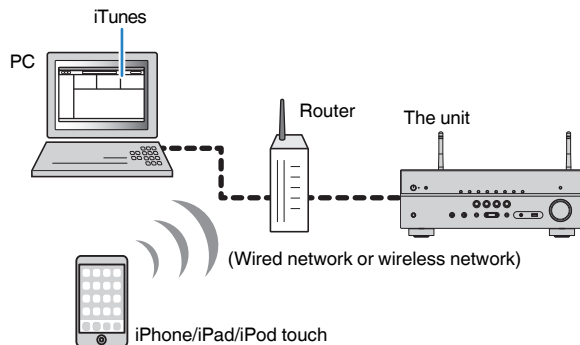 iTunes
PC
Router
The unit
(Wired network or wireless network)
iPhone/iPad/iPod touch